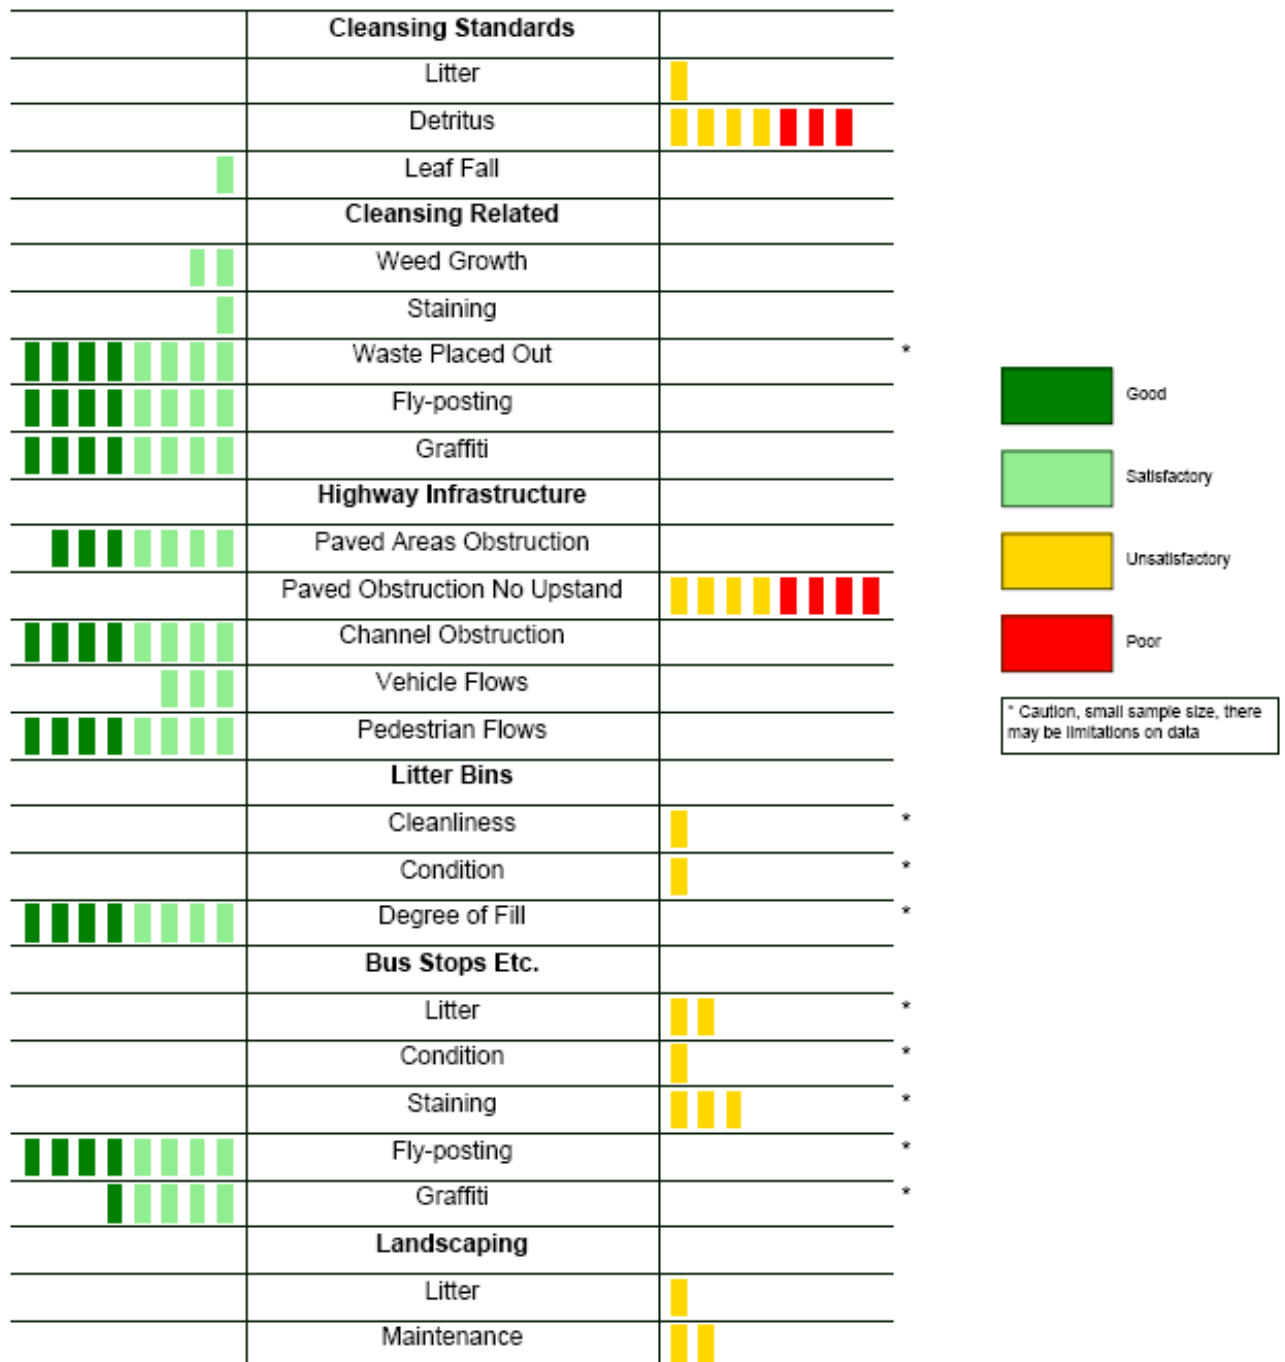 Cleansing Standards
Litter
Detritus
Leaf Fall
Cleansing Related
Weed Growth
Staining
Waste Placed Out *
Fly-posting
Graffiti
Highway Infrastructure
Paved Areas Obstruction
Paved Obstruction No Upstand
Channel Obstruction
Vehicle Flows
Pedestrian Flows
Litter Bins
Cleanliness *
Condition *
Degree of Fill *
Bus Stops Etc.
Litter *
Condition *
Staining *
Fly-posting *
Graffiti *
Landscaping
Litter
Maintenance
Good
Satisfactory
Unsatisfactory
Poor
* Caution, small sample size, there
may be limitations on data